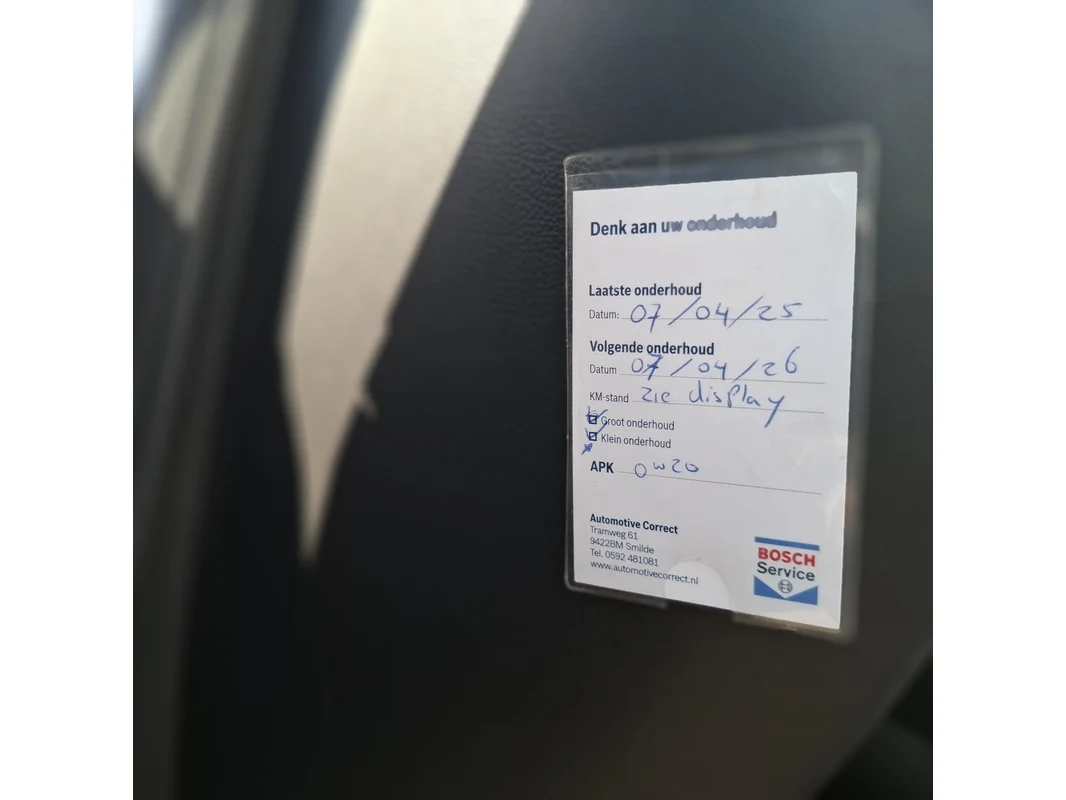 Denk aan uw onderhoud
Laatste onderhoud
Datum: 07/04/25
Volgende onderhoud
Datum 07/04/26
KM-stand zie display
Groot onderhoud
Klein onderhoud
APK 0w20
Automotive Correct
Tramweg 61
9422BM Smilde
Tel. 0592 481081
www.automotivecorrect.nl
BOSCH
Service